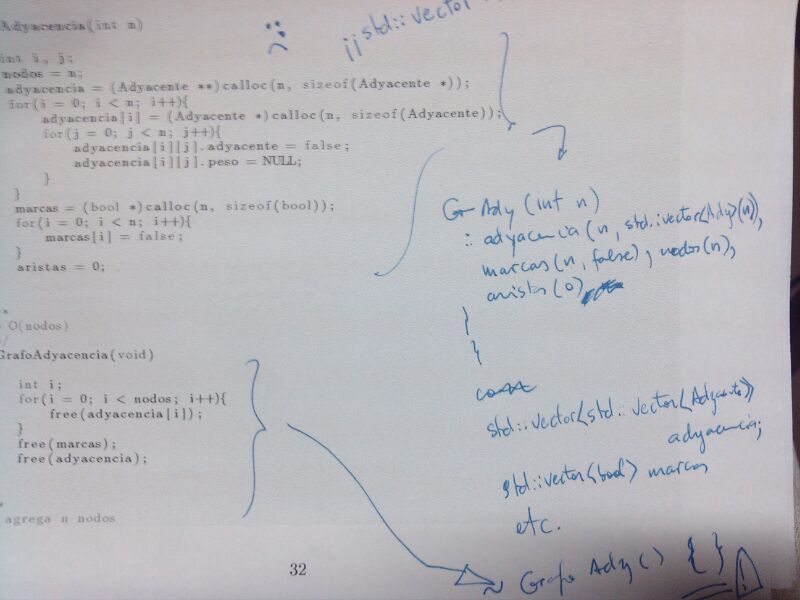 Adyacencia(int n)
¡¡std::vector
int i, j;
nodos = n;
adyacencia = (Adyacente **)calloc(n, sizeof(Adyacente *));
for(i = 0; i < n; i++){
adyacencia[i] = (Adyacente *)calloc(n, sizeof(Adyacente));
for(j = 0; j < n; j++){
adyacencia[i][j].adyacente = false;
adyacencia[i][j].peso = NULL;
}
}
marcas = (bool *)calloc(n, sizeof(bool));
for(i = 0; i < n; i++){
marcas[i] = false;
}
aristas = 0;
*
O(nodos)
*/
GrafoAdyacencia(void)
int i;
for(i = 0; i < nodos; i++){
free(adyacencia[i]);
}
free(marcas);
free(adyacencia);
*
agrega n nodos
32
GrAdy (int n)
: adyacencia(n, std::vector<Ady>(n)),
marcas(n, false), nodos(n),
aristas(0)
{
}
std::vector<std::vector<Adyacente>>
adyacencia;
std::vector<bool> marcas
etc.
~ Grafo Ady() { } !